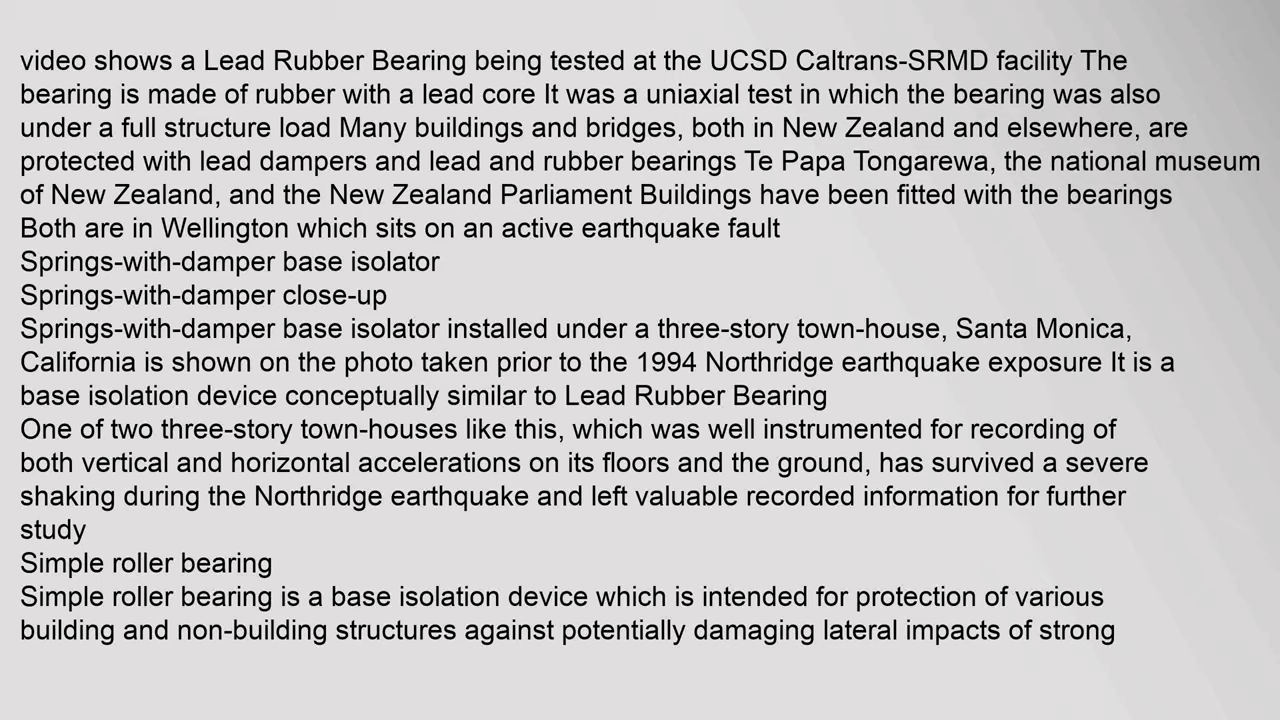 video shows a Lead Rubber Bearing being tested at the UCSD Caltrans-SRMD facility The
bearing is made of rubber with a lead core It was a uniaxial test in which the bearing was also
under a full structure load Many buildings and bridges, both in New Zealand and elsewhere, are
protected with lead dampers and lead and rubber bearings Te Papa Tongarewa, the national museum
of New Zealand, and the New Zealand Parliament Buildings have been fitted with the bearings
Both are in Wellington which sits on an active earthquake fault
Springs-with-damper base isolator
Springs-with-damper close-up
Springs-with-damper base isolator installed under a three-story town-house, Santa Monica,
California is shown on the photo taken prior to the 1994 Northridge earthquake exposure It is a
base isolation device conceptually similar to Lead Rubber Bearing
One of two three-story town-houses like this, which was well instrumented for recording of
both vertical and horizontal accelerations on its floors and the ground, has survived a severe
shaking during the Northridge earthquake and left valuable recorded information for further
study
Simple roller bearing
Simple roller bearing is a base isolation device which is intended for protection of various
building and non-building structures against potentially damaging lateral impacts of strong